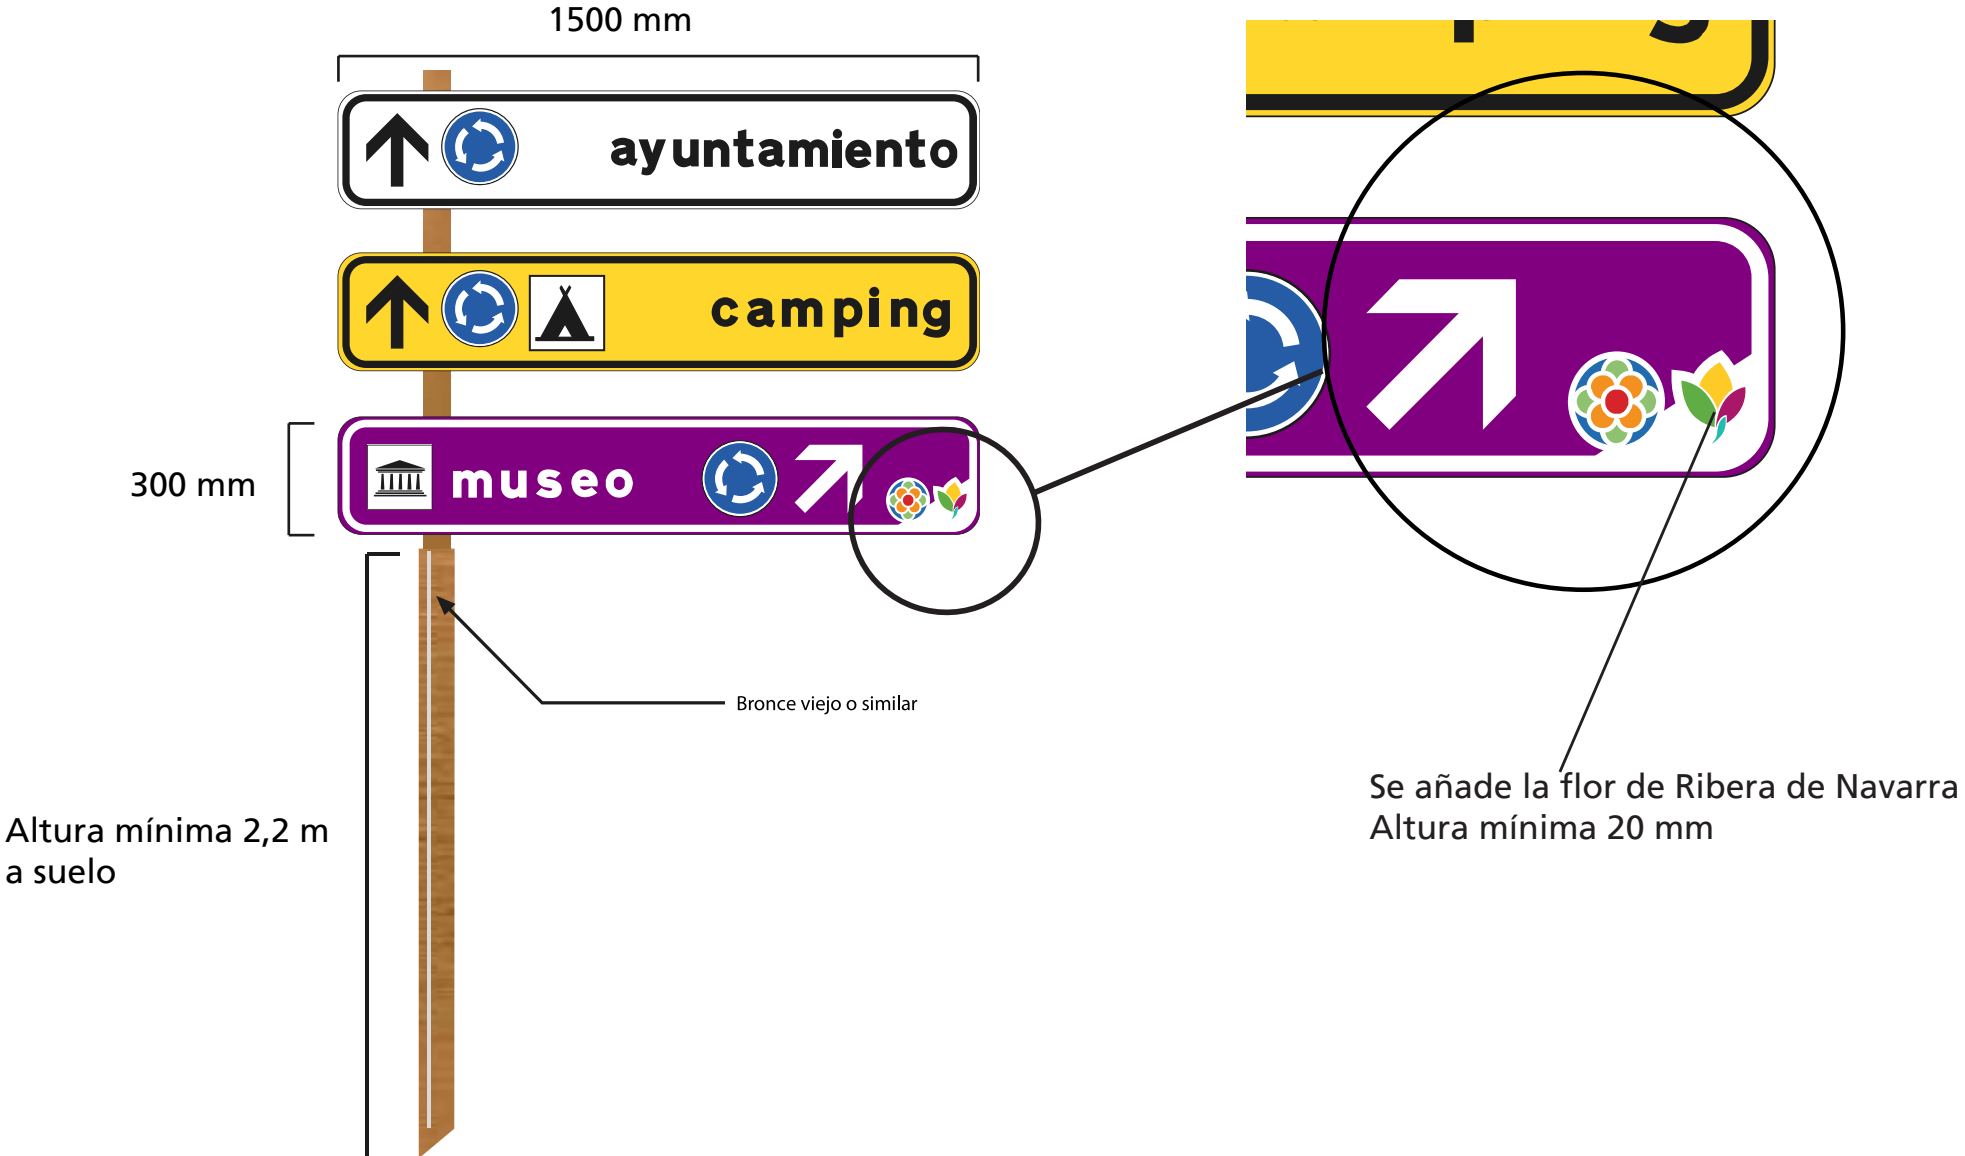 1500 mm
ayuntamiento
camping
museo
300 mm
Bronce viejo o similar
Altura mínima 2,2 m
a suelo
Se añade la flor de Ribera de Navarra
Altura mínima 20 mm